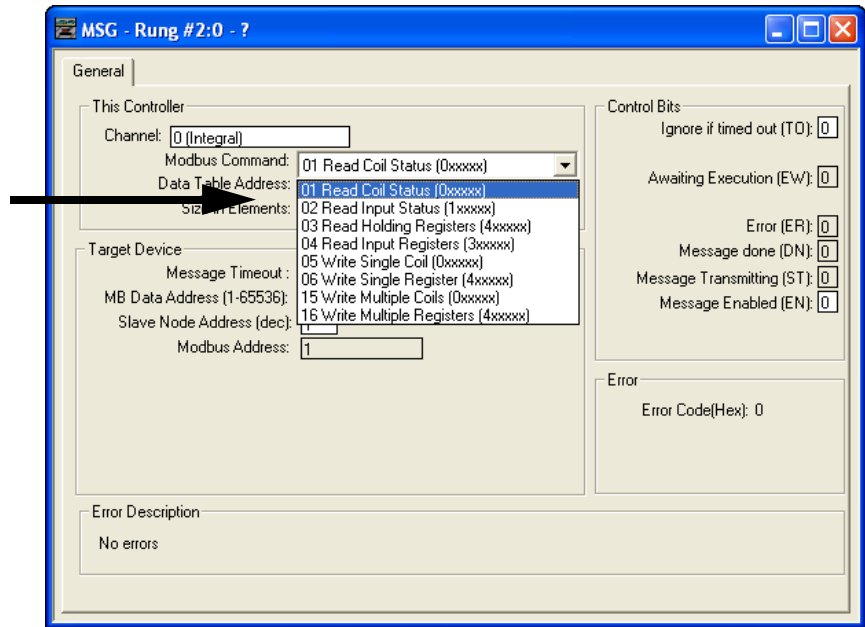 MSG - Rung #2:0 - ?
General
This Controller
Channel: 0 (Integral)
Modbus Command: 01 Read Coil Status (0xxxxx)
Data Table Address:
Size in Elements:
01 Read Coil Status (0xxxxx)
02 Read Input Status (1xxxxx)
03 Read Holding Registers (4xxxxx)
04 Read Input Registers (3xxxxx)
05 Write Single Coil (0xxxxx)
06 Write Single Register (4xxxxx)
15 Write Multiple Coils (0xxxxx)
16 Write Multiple Registers (4xxxxx)
Target Device
Message Timeout :
MB Data Address (1-65536):
Slave Node Address (dec): 1
Modbus Address: 1
Control Bits
Ignore if timed out (TO): 0
Awaiting Execution (EW): 0
Error (ER): 0
Message done (DN): 0
Message Transmitting (ST): 0
Message Enabled (EN): 0
Error
Error Code(Hex): 0
Error Description
No errors